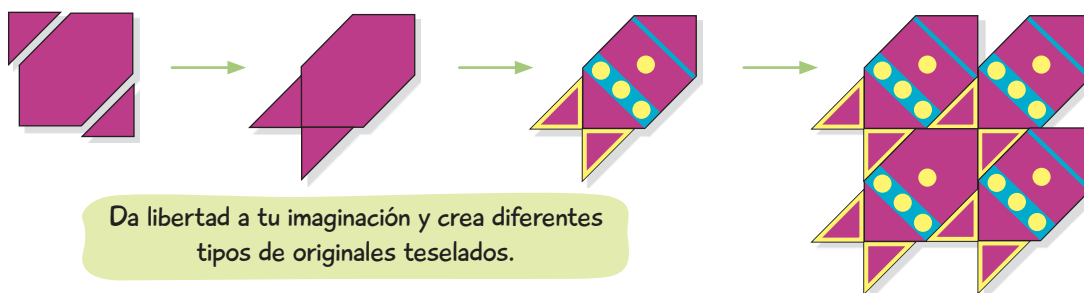 Da libertad a tu imaginación y crea diferentes
tipos de originales teselados.